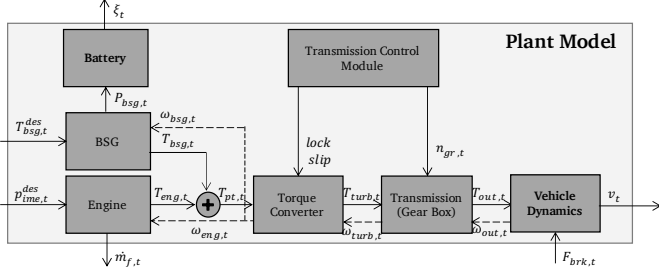 ξt
Plant Model
Battery
Transmission Control
Module
Pbsg,t
ωbsg,t
T^des bsg,t
BSG
Tbsg,t
lock
slip
ngr,t
p^des ime,t
Engine
Teng,t
Tpt,t
Torque
Converter
Tturb,t
Transmission
(Gear Box)
Tout,t
Vehicle
Dynamics
vt
ωeng,t
ωturb,t
ωout,t
ṁf,t
Fbrk,t